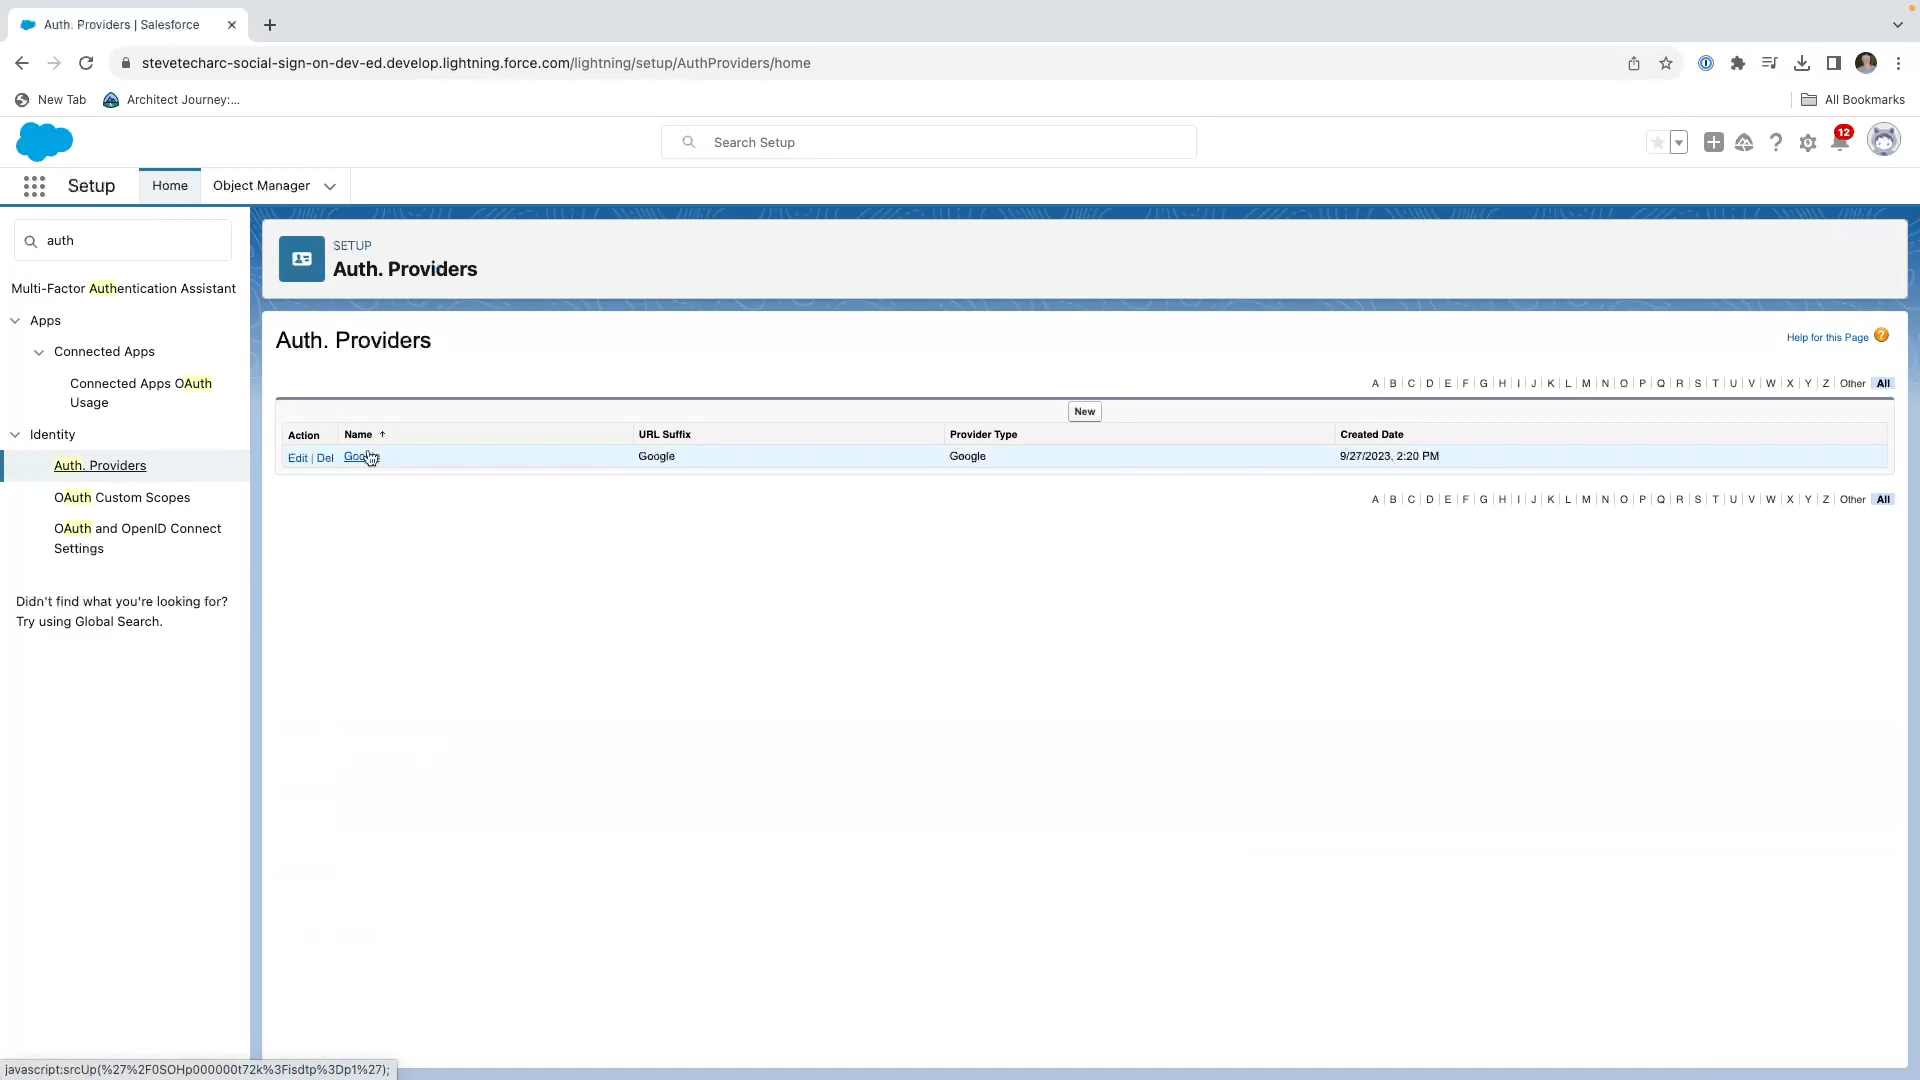 Auth. Providers | Salesforce
stevetecharc-social-sign-on-dev-ed.develop.lightning.force.com/lightning/setup/AuthProviders/home
New Tab
Architect Journey:...
All Bookmarks
Search Setup
12
Setup
Home
Object Manager
auth
Multi-Factor Authentication Assistant
Apps
Connected Apps
Connected Apps OAuth
Usage
Identity
Auth. Providers
OAuth Custom Scopes
OAuth and OpenID Connect
Settings
Didn't find what you're looking for?
Try using Global Search.
SETUP
Auth. Providers
Auth. Providers
Help for this Page ?
A | B | C | D | E | F | G | H | I | J | K | L | M | N | O | P | Q | R | S | T | U | V | W | X | Y | Z | Other | All
New
Action Name ↑ URL Suffix Provider Type Created Date
Edit | Del Google Google Google 9/27/2023, 2:20 PM
A | B | C | D | E | F | G | H | I | J | K | L | M | N | O | P | Q | R | S | T | U | V | W | X | Y | Z | Other | All
javascript:srcUp(%27%2F0SOHp000000t72k%3Fisdtp%3Dp1%27);